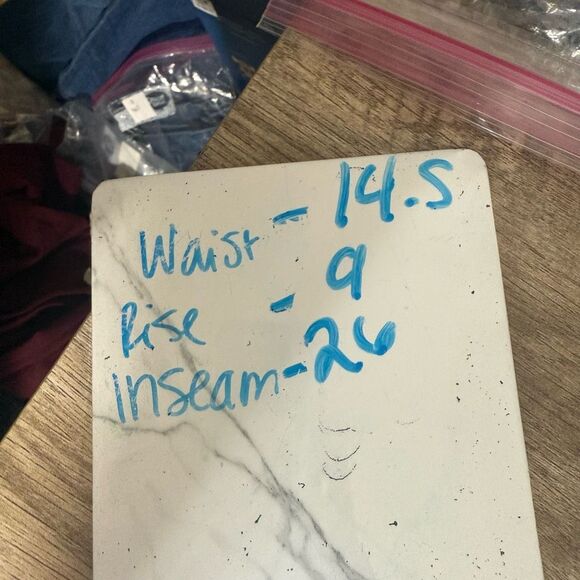 Waist - 14.5
Rise - 9
Inseam - 26